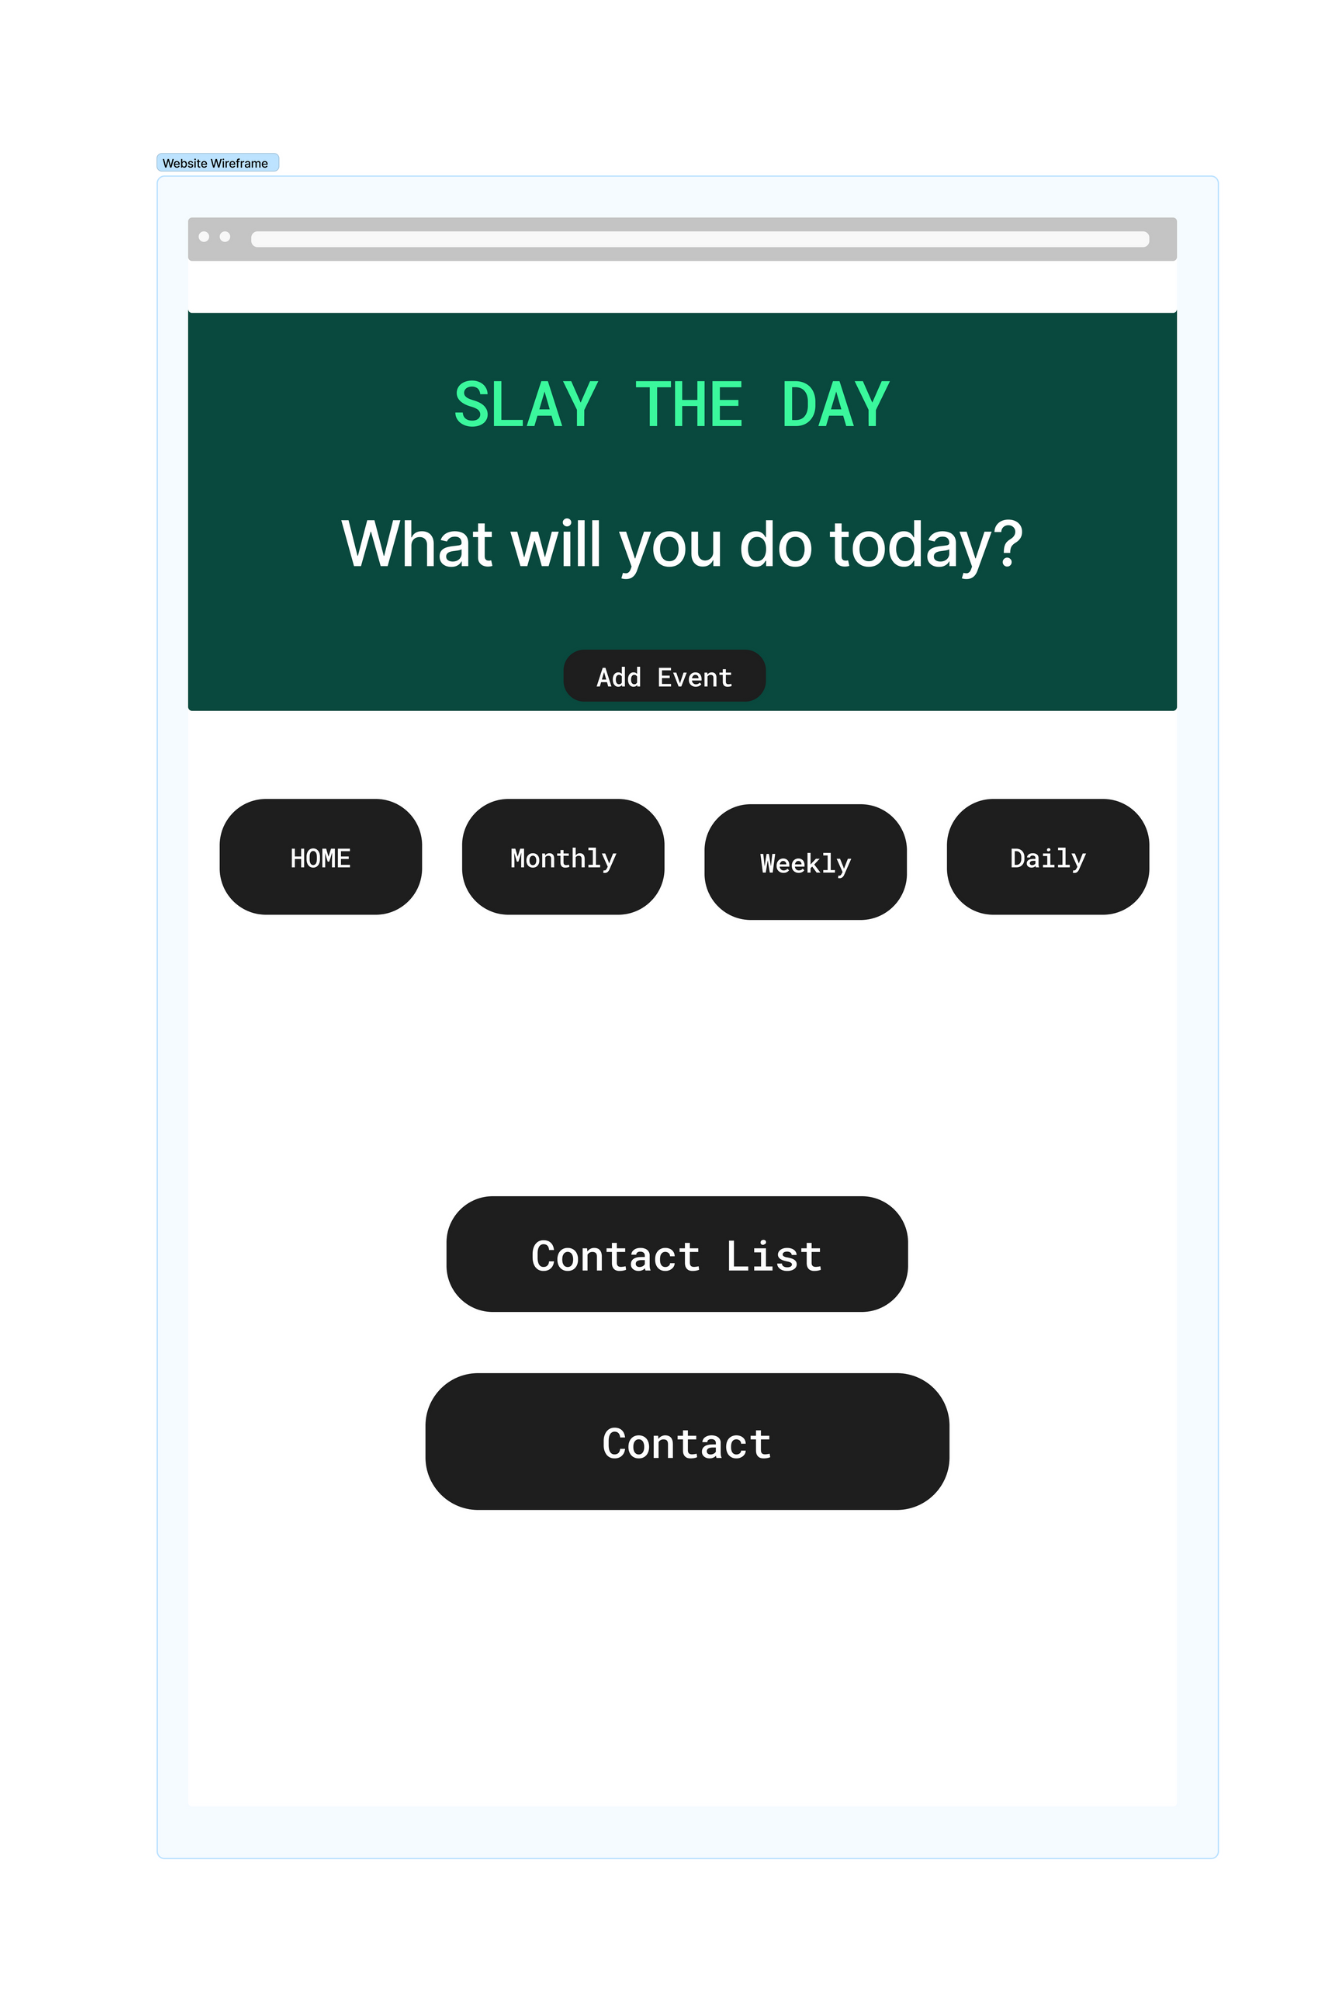 Website Wireframe
SLAY THE DAY
What will you do today?
Add Event
HOME
Monthly
Weekly
Daily
Contact List
Contact